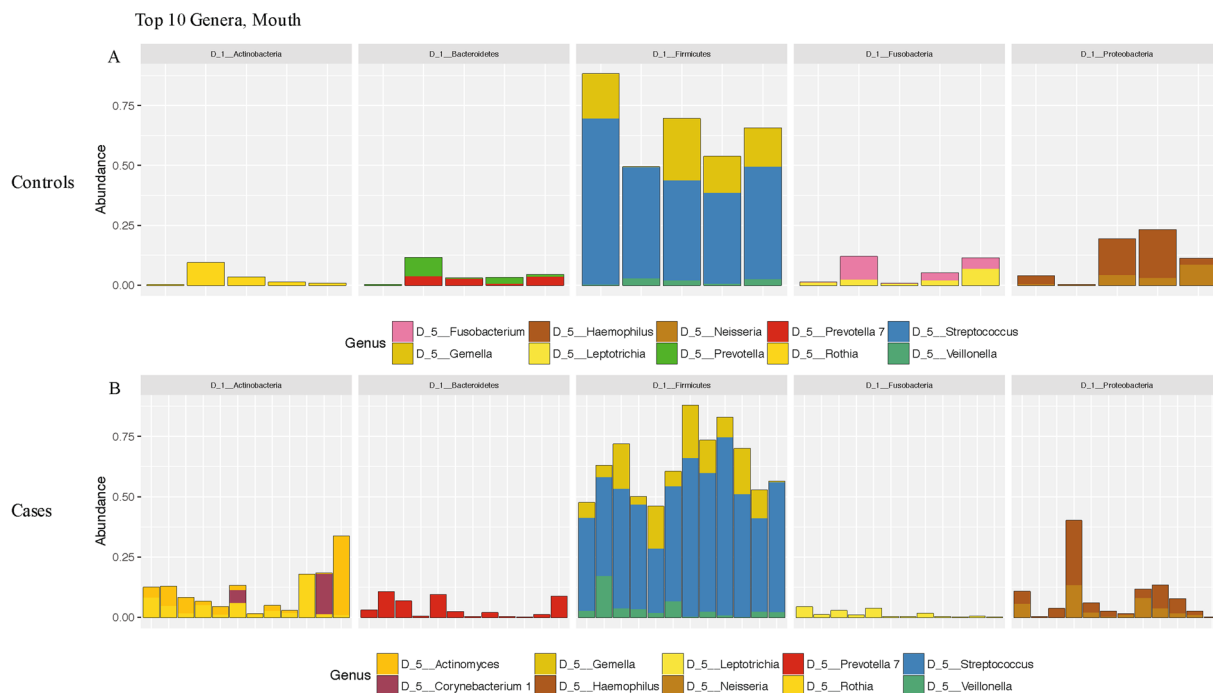 Top 10 Genera, Mouth
A
D_1__Actinobacteria D_1__Bacteroidetes D_1__Firmicutes D_1__Fusobacteria D_1__Proteobacteria
Controls
Abundance
0.75
0.50
0.25
0.00
Genus
D_5__Fusobacterium D_5__Haemophilus D_5__Neisseria D_5__Prevotella 7 D_5__Streptococcus
D_5__Gemella D_5__Leptotrichia D_5__Prevotella D_5__Rothia D_5__Veillonella
B
D_1__Actinobacteria D_1__Bacteroidetes D_1__Firmicutes D_1__Fusobacteria D_1__Proteobacteria
Cases
Abundance
0.75
0.50
0.25
0.00
Genus
D_5__Actinomyces D_5__Gemella D_5__Leptotrichia D_5__Prevotella 7 D_5__Streptococcus
D_5__Corynebacterium 1 D_5__Haemophilus D_5__Neisseria D_5__Rothia D_5__Veillonella